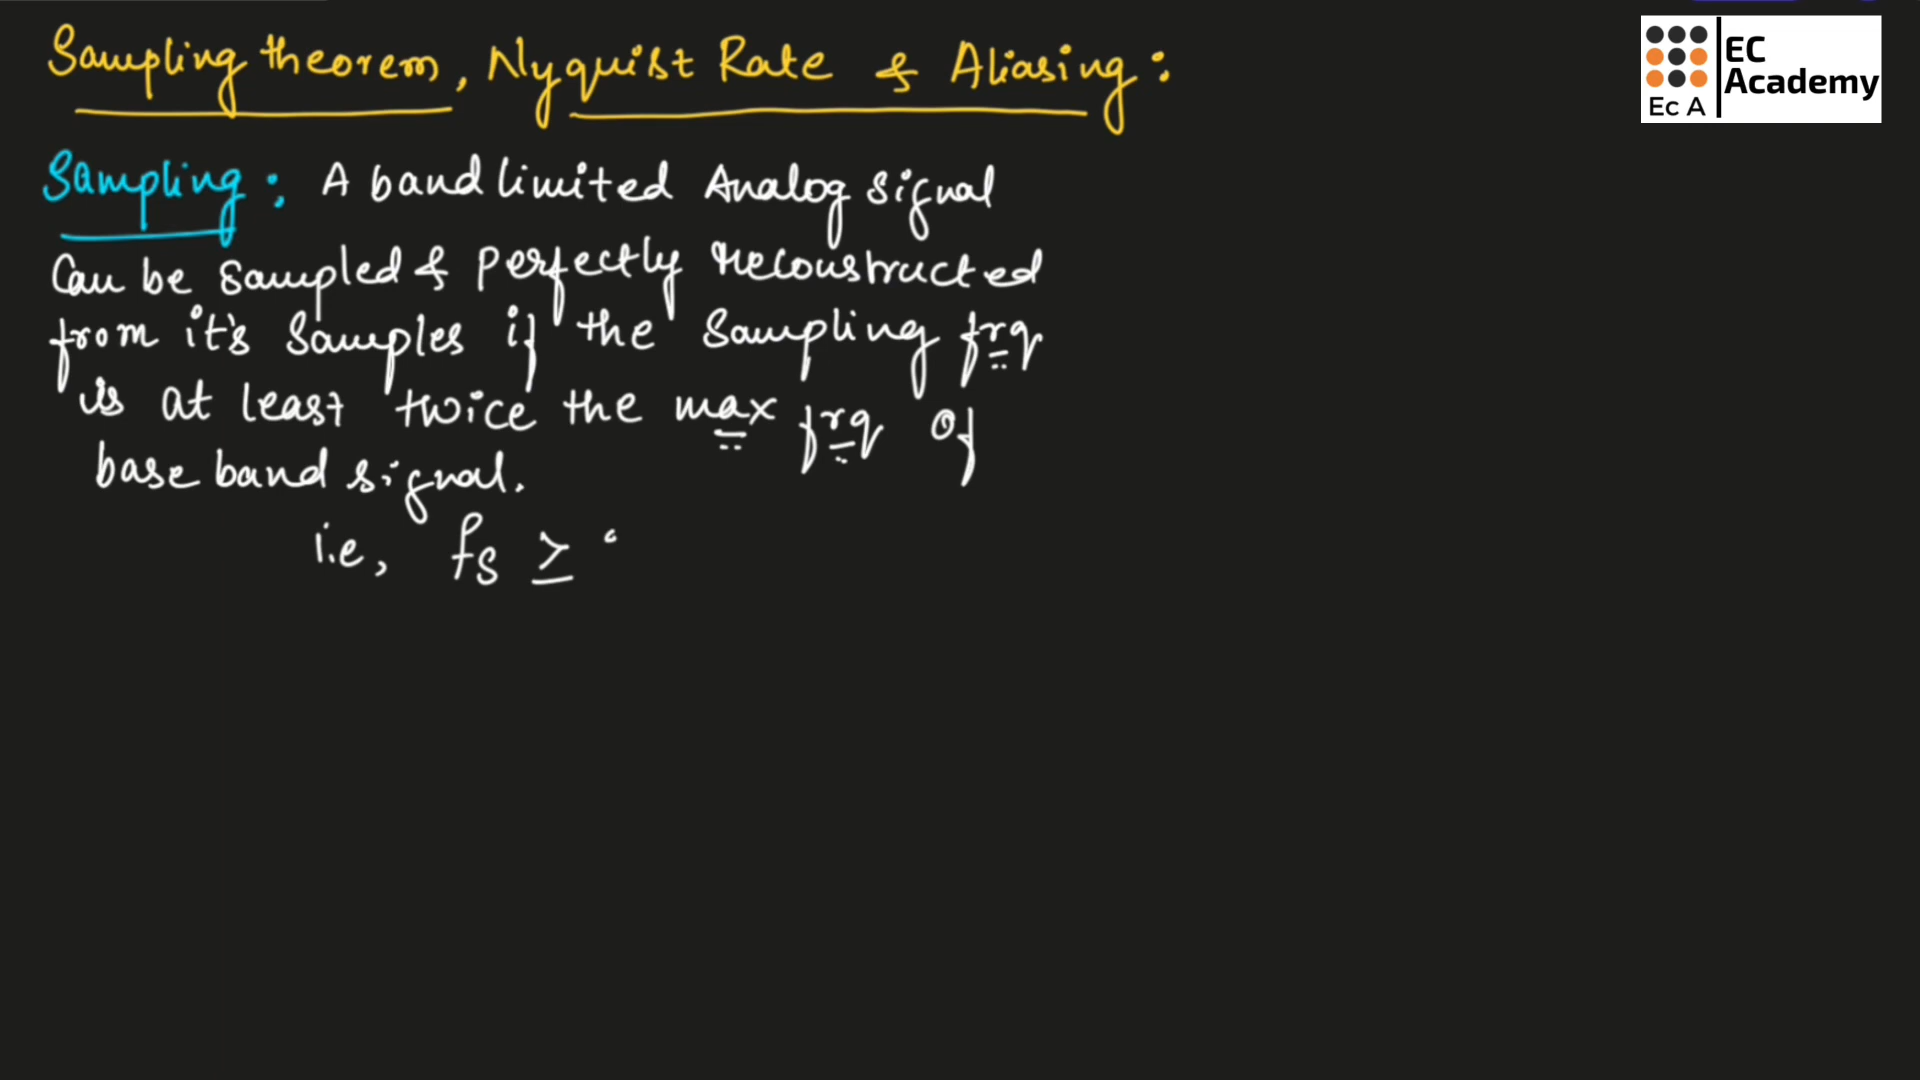 Sampling theorem, Nyquist Rate & Aliasing:
EC
Academy
Ec A
Sampling: A band limited Analog signal
Can be sampled & perfectly reconstructed
from it's samples if the sampling frq
is at least twice the max frq of
base band signal.
i.e, fs ≥